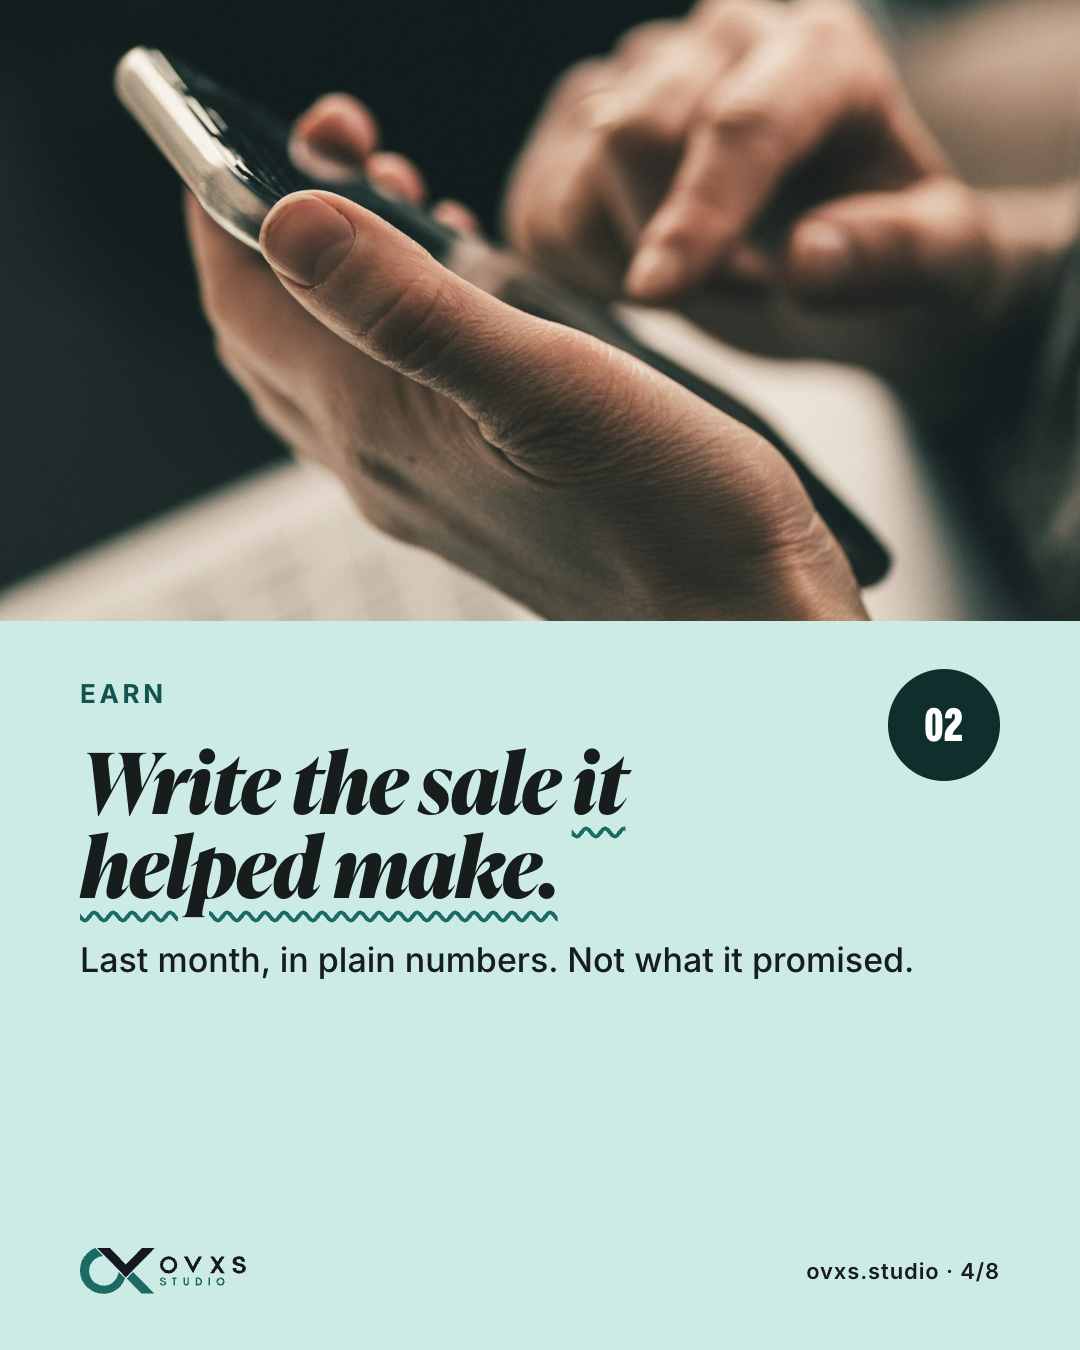 EARN
02
Write the sale it
helped make.
Last month, in plain numbers. Not what it promised.
OVXS
STUDIO
ovxs.studio · 4/8